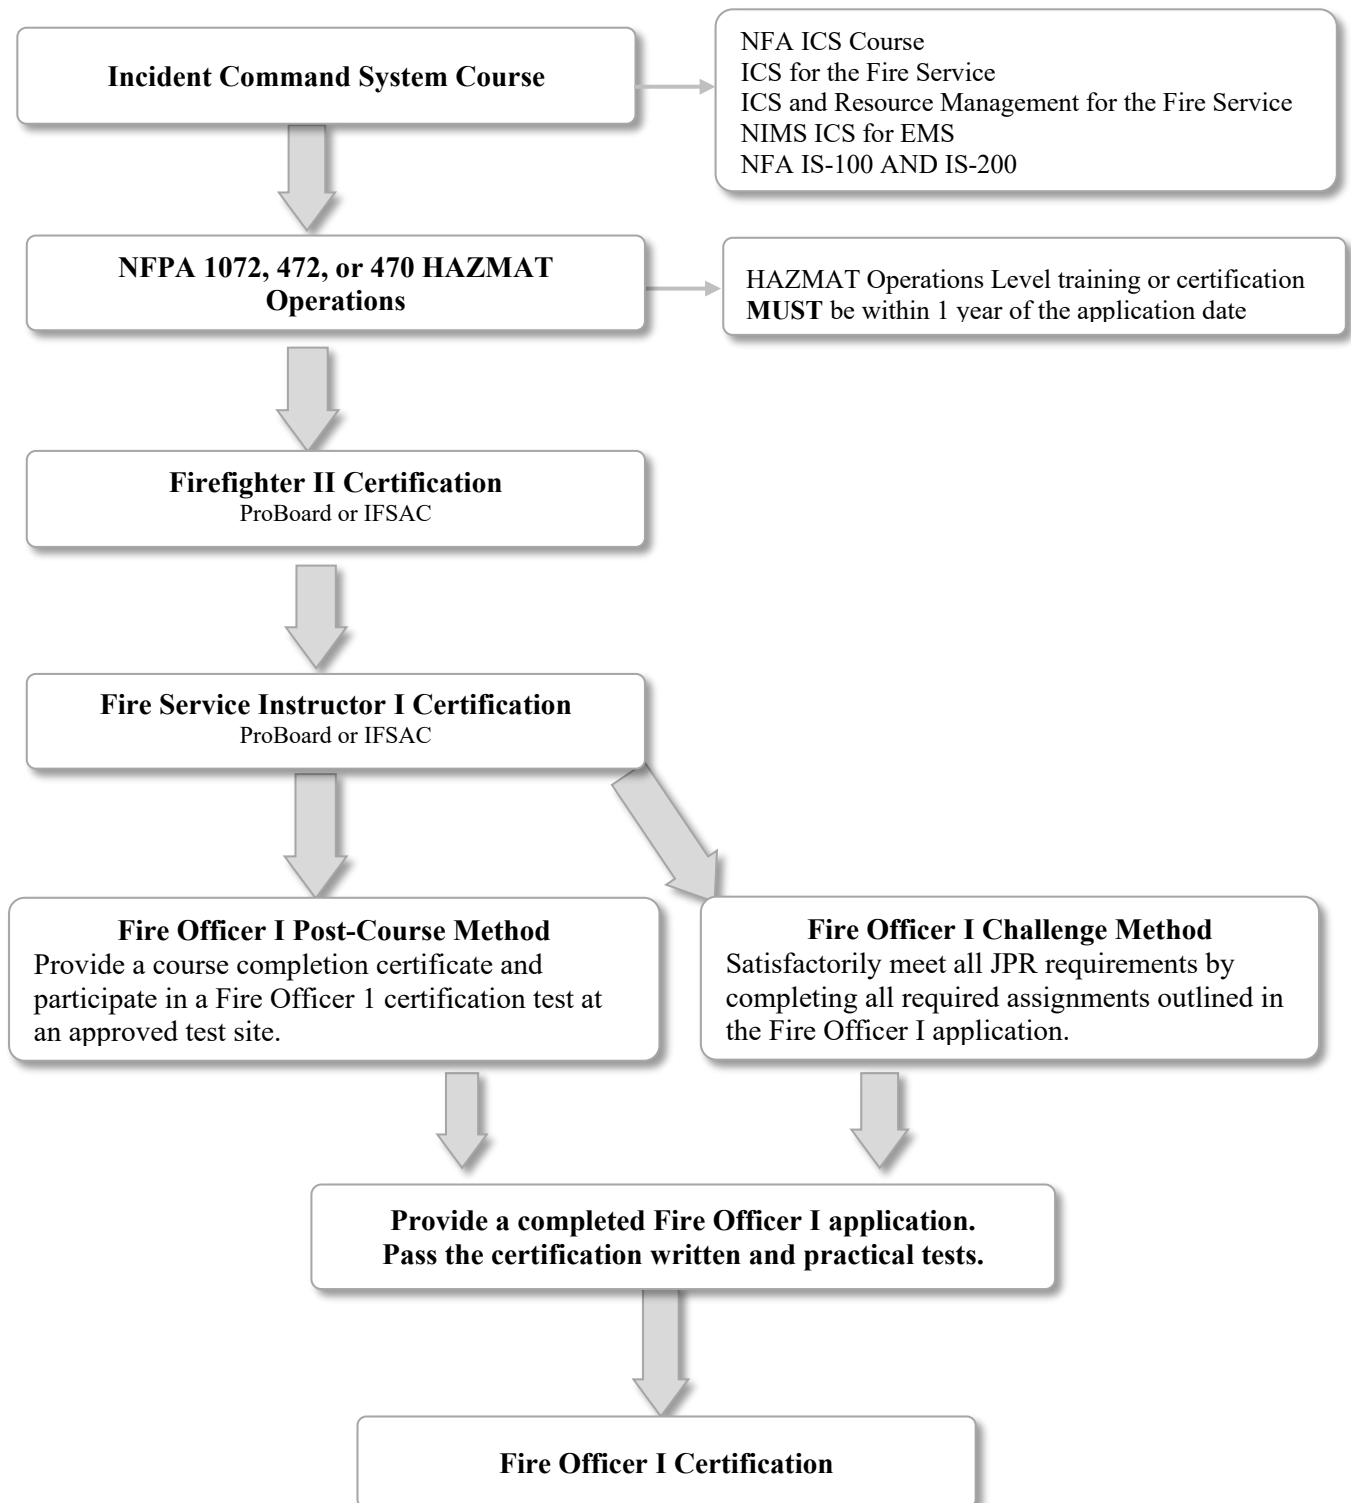 Incident Command System Course
NFA ICS Course
ICS for the Fire Service
ICS and Resource Management for the Fire Service
NIMS ICS for EMS
NFA IS-100 AND IS-200
NFPA 1072, 472, or 470 HAZMAT
Operations
HAZMAT Operations Level training or certification
MUST be within 1 year of the application date
Firefighter II Certification
ProBoard or IFSAC
Fire Service Instructor I Certification
ProBoard or IFSAC
Fire Officer I Post-Course Method
Provide a course completion certificate and
participate in a Fire Officer 1 certification test at
an approved test site.
Fire Officer I Challenge Method
Satisfactorily meet all JPR requirements by
completing all required assignments outlined in
the Fire Officer I application.
Provide a completed Fire Officer I application.
Pass the certification written and practical tests.
Fire Officer I Certification